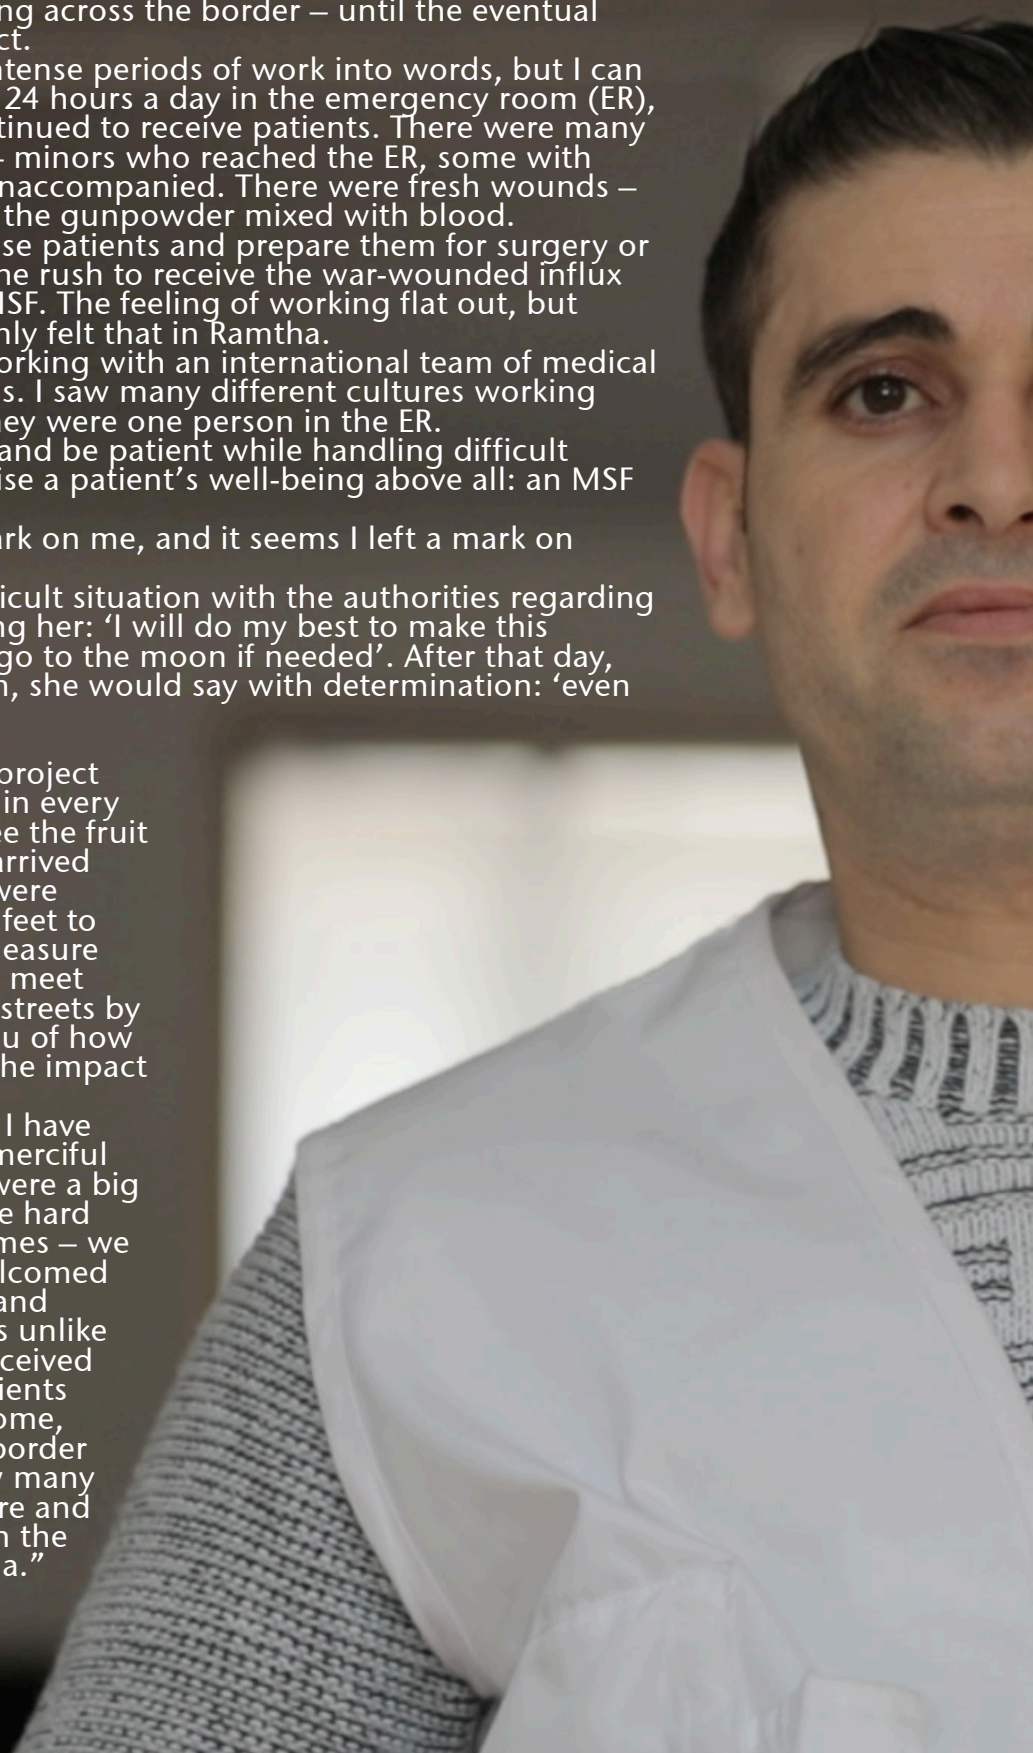 ng across the border – until the eventual
ct.
ntense periods of work into words, but I can
24 hours a day in the emergency room (ER),
tinued to receive patients. There were many
– minors who reached the ER, some with
naccompanied. There were fresh wounds –
the gunpowder mixed with blood.
se patients and prepare them for surgery or
he rush to receive the war-wounded influx
MSF. The feeling of working flat out, but
nly felt that in Ramtha.
orking with an international team of medical
s. I saw many different cultures working
hey were one person in the ER.
and be patient while handling difficult
ise a patient’s well-being above all: an MSF
ark on me, and it seems I left a mark on
icult situation with the authorities regarding
ng her: ‘I will do my best to make this
go to the moon if needed’. After that day,
n, she would say with determination: ‘even
project
in every
ee the fruit
arrived
were
feet to
easure
meet
streets by
u of how
he impact
I have
merciful
were a big
e hard
mes – we
lcomed
and
s unlike
ceived
ients
ome,
border
y many
re and
n the
a.”